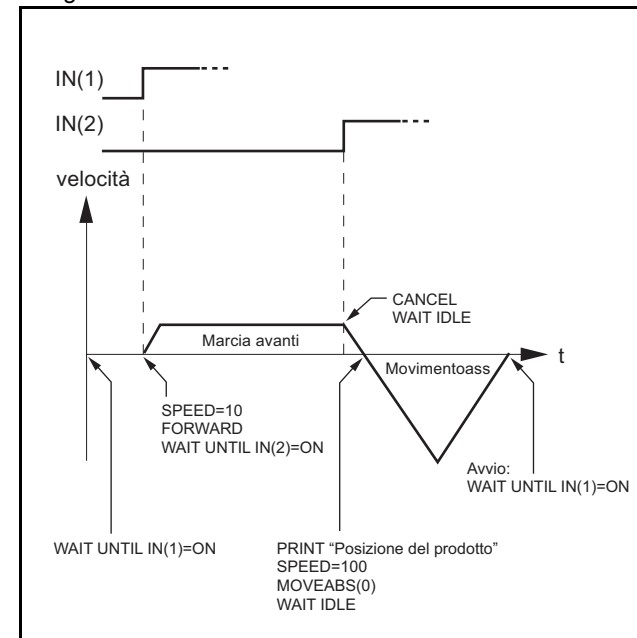 IN(1)
IN(2)
velocità
CANCEL
WAIT IDLE
Marcia avanti
t
Movimentoass
SPEED=10
FORWARD
WAIT UNTIL IN(2)=ON
Avvio:
WAIT UNTIL IN(1)=ON
WAIT UNTIL IN(1)=ON
PRINT “Posizione del prodotto”
SPEED=100
MOVEABS(0)
WAIT IDLE